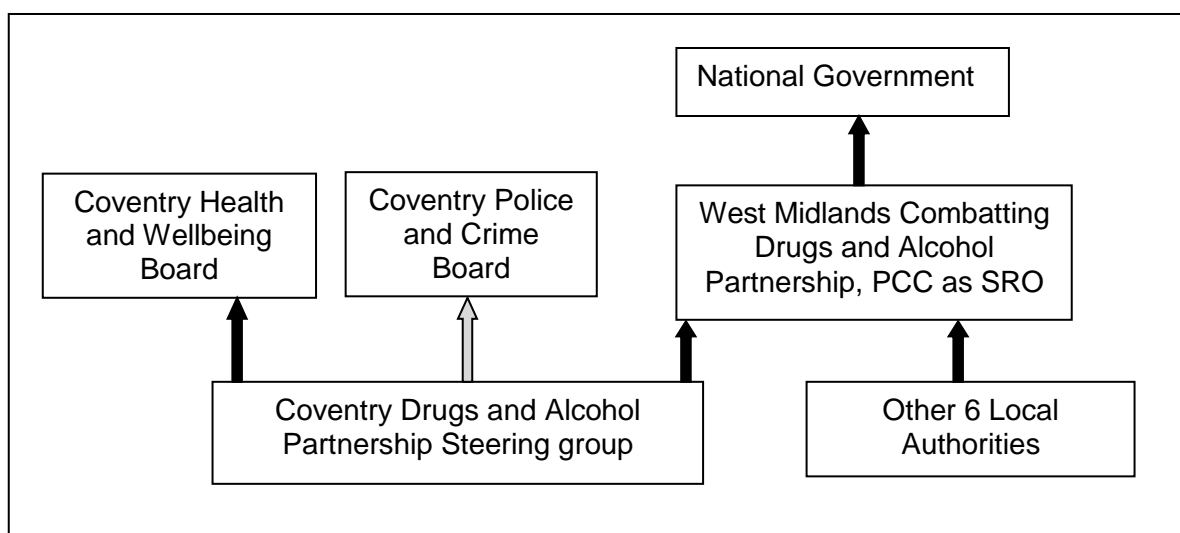 National Government
Coventry Health
and Wellbeing
Board
Coventry Police
and Crime
Board
West Midlands Combatting
Drugs and Alcohol
Partnership, PCC as SRO
Coventry Drugs and Alcohol
Partnership Steering group
Other 6 Local
Authorities